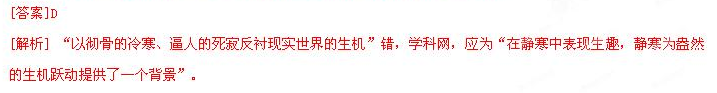 [答案]D
[解析] “以彻骨的冷寒、逼人的死寂反衬现实世界的生机”错，学科网，应为“在静寒中表现生趣，静寒为盎然
的生机跃动提供了一个背景”。